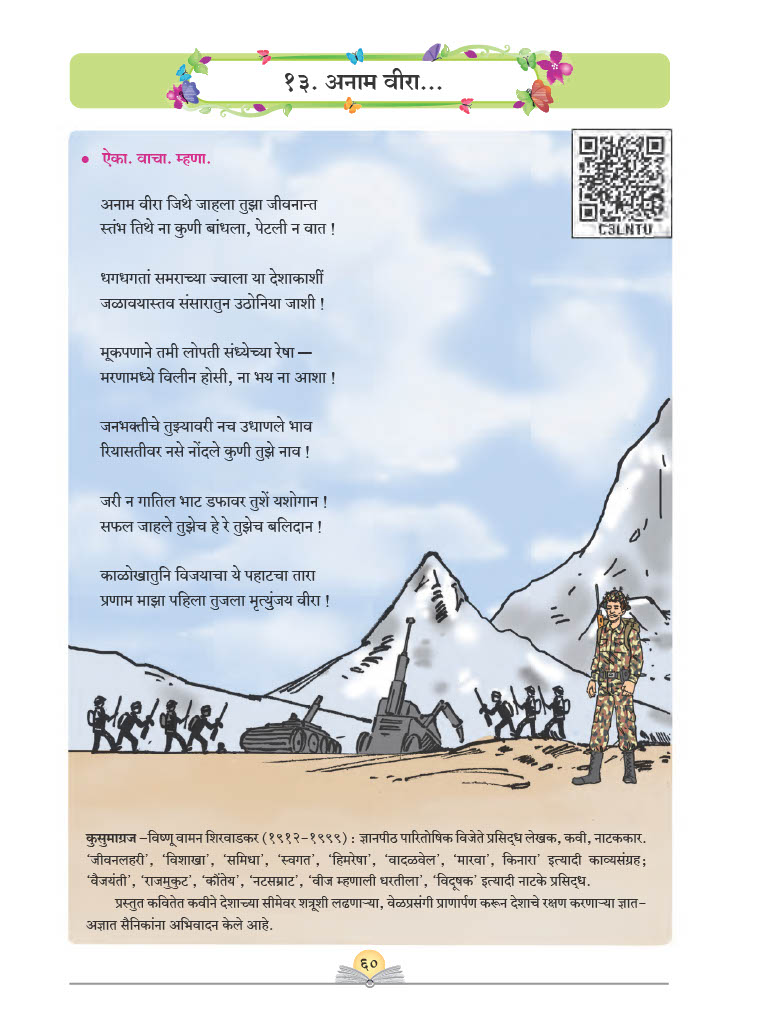 १३. अनाम वीरा...
• ऐका. वाचा. म्हणा.
C3LNTU
अनाम वीरा जिथे जाहला तुझा जीवनान्त
स्तंभ तिथे ना कुणी बांधला, पेटली न वात !
धगधगतां समराच्या ज्वाला या देशाकाशीं
जळावयास्तव संसारातुन उठोनिया जाशी !
मूकपणाने तमी लोपती संध्येच्या रेषा —
मरणामध्ये विलीन होसी, ना भय ना आशा !
जनभक्तीचे तुझ्यावरी नच उधाणले भाव
रियासतीवर नसे नोंदले कुणी तुझे नाव !
जरी न गातिल भाट डफावर तुशें यशोगान !
सफल जाहले तुझेच हे रे तुझेच बलिदान !
काळोखातुनि विजयाचा ये पहाटचा तारा
प्रणाम माझा पहिला तुजला मृत्युंजय वीरा !
कुसुमाग्रज –विष्णू वामन शिरवाडकर (१९१२-१९९९) : ज्ञानपीठ पारितोषिक विजेते प्रसिद्ध लेखक, कवी, नाटककार.
‘जीवनलहरी’, ‘विशाखा’, ‘समिधा’, ‘स्वगत’, ‘हिमरेषा’, ‘वादळवेल’, ‘मारवा’, किनारा’ इत्यादी काव्यसंग्रह;
‘वैजयंती’, ‘राजमुकुट’, ‘कौंतेय’, ‘नटसम्राट’, ‘वीज म्हणाली धरतीला’, ‘विदूषक’ इत्यादी नाटके प्रसिद्ध.
प्रस्तुत कवितेत कवीने देशाच्या सीमेवर शत्रूशी लढणाऱ्या, वेळप्रसंगी प्राणार्पण करून देशाचे रक्षण करणाऱ्या ज्ञात-
अज्ञात सैनिकांना अभिवादन केले आहे.
६०